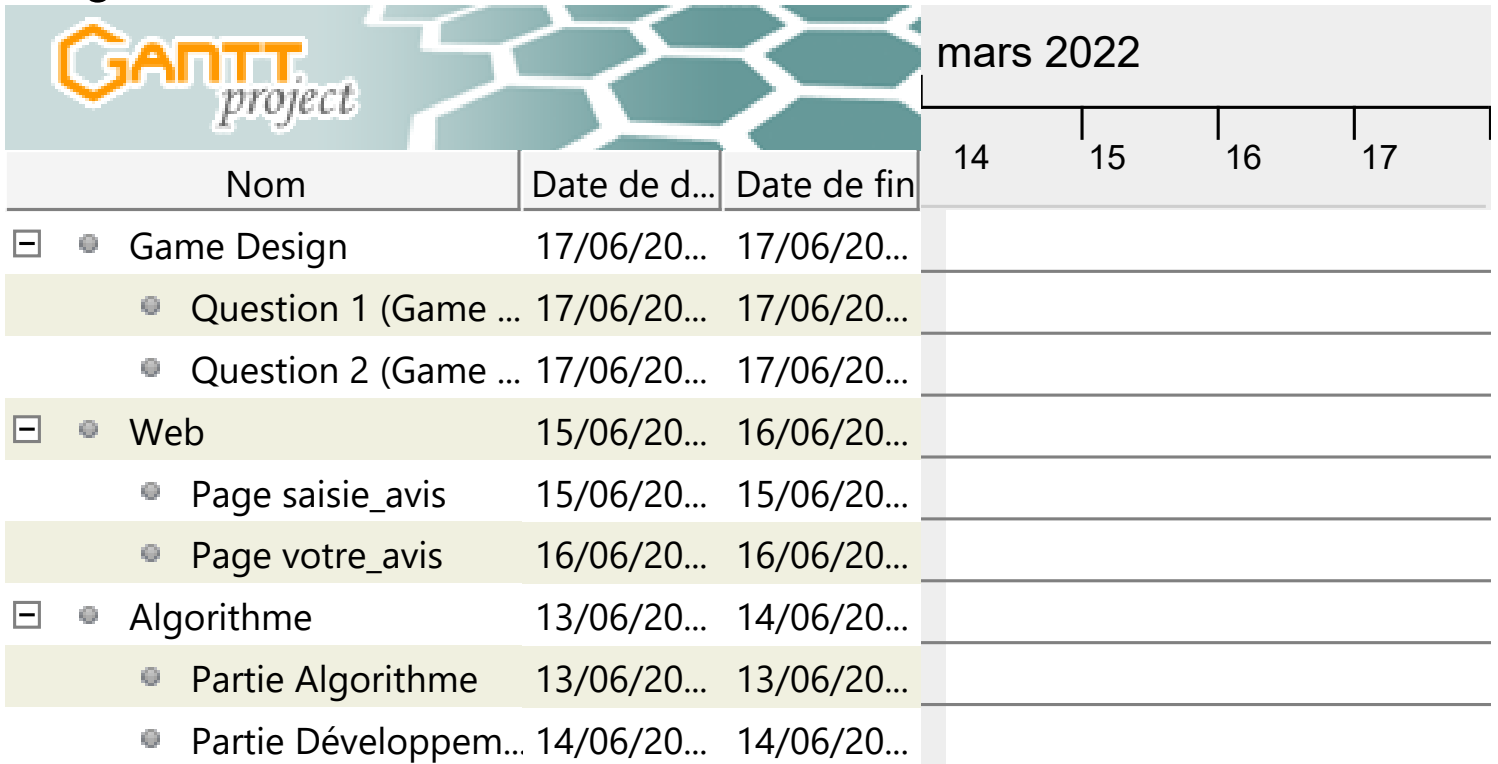 GANTT
project
mars 2022
14 15 16 17
Nom Date de d... Date de fin
Game Design 17/06/20... 17/06/20...
Question 1 (Game ... 17/06/20... 17/06/20...
Question 2 (Game ... 17/06/20... 17/06/20...
Web 15/06/20... 16/06/20...
Page saisie_avis 15/06/20... 15/06/20...
Page votre_avis 16/06/20... 16/06/20...
Algorithme 13/06/20... 14/06/20...
Partie Algorithme 13/06/20... 13/06/20...
Partie Développem... 14/06/20... 14/06/20...